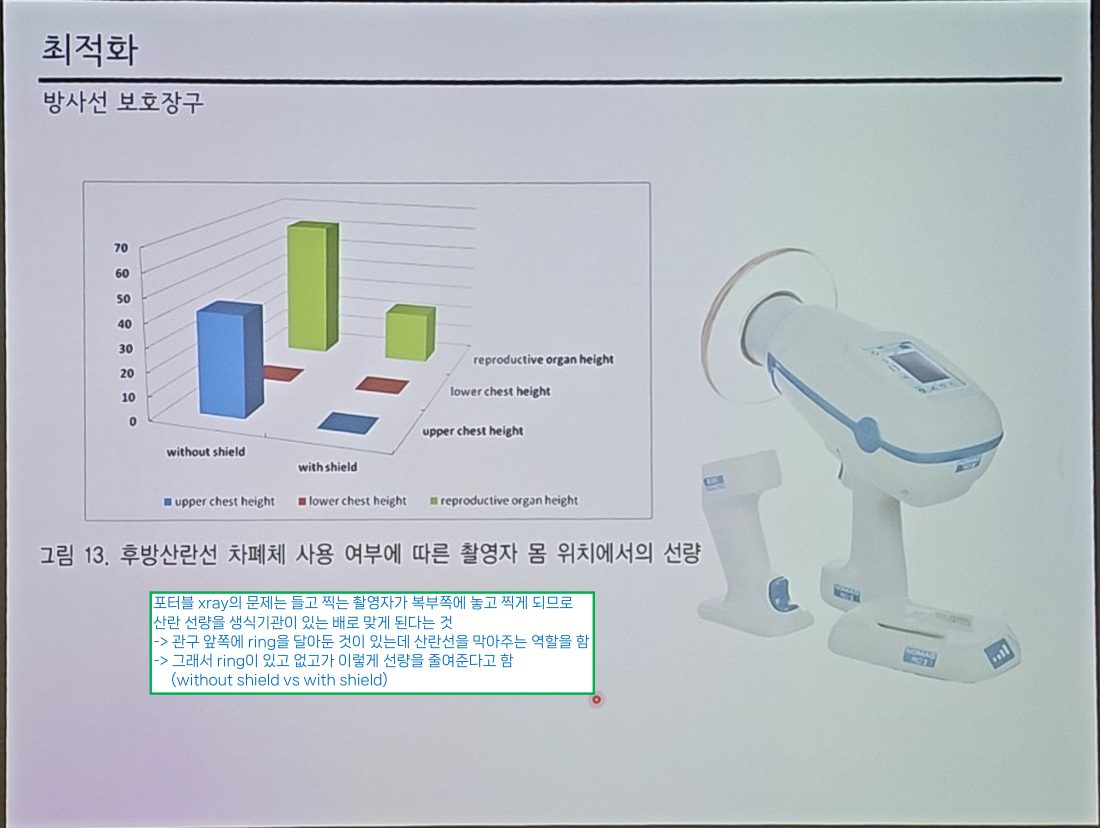 최적화
방사선 보호장구
70
60
50
40
30
20
10
0
reproductive organ height
lower chest height
upper chest height
without shield
with shield
upper chest height lower chest height reproductive organ height
그림 13. 후방산란선 차폐체 사용 여부에 따른 촬영자 몸 위치에서의 선량
포터블 xray의 문제는 들고 찍는 촬영자가 복부쪽에 놓고 찍게 되므로
산란 선량을 생식기관이 있는 배로 맞게 된다는 것
-> 관구 앞쪽에 ring을 달아둔 것이 있는데 산란선을 막아주는 역할을 함
-> 그래서 ring이 있고 없고가 이렇게 선량을 줄여준다고 함
(without shield vs with shield)